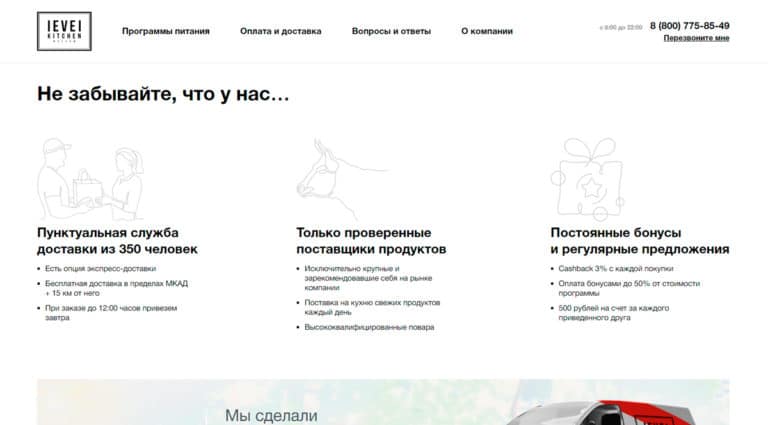 lEVEl
KITCHEN
Программы питания
Оплата и доставка
Вопросы и ответы
О компании
с 8:00 до 22:00
8 (800) 775-85-49
Перезвоните мне
Не забывайте, что у нас…
Пунктуальная служба
доставки из 350 человек
Есть опция экспресс-доставки
Бесплатная доставка в пределах МКАД
+ 15 км от него
При заказе до 12:00 часов привезем
завтра
Только проверенные
поставщики продуктов
Исключительно крупные и
зарекомендовавшие себя на рынке
компании
Поставка на кухню свежих продуктов
каждый день
Высококвалифицированные повара
Постоянные бонусы
и регулярные предложения
Cashback 3% с каждой покупки
Оплата бонусами до 50% от стоимости
программы
500 рублей на счет за каждого
приведенного друга
Мы сделали